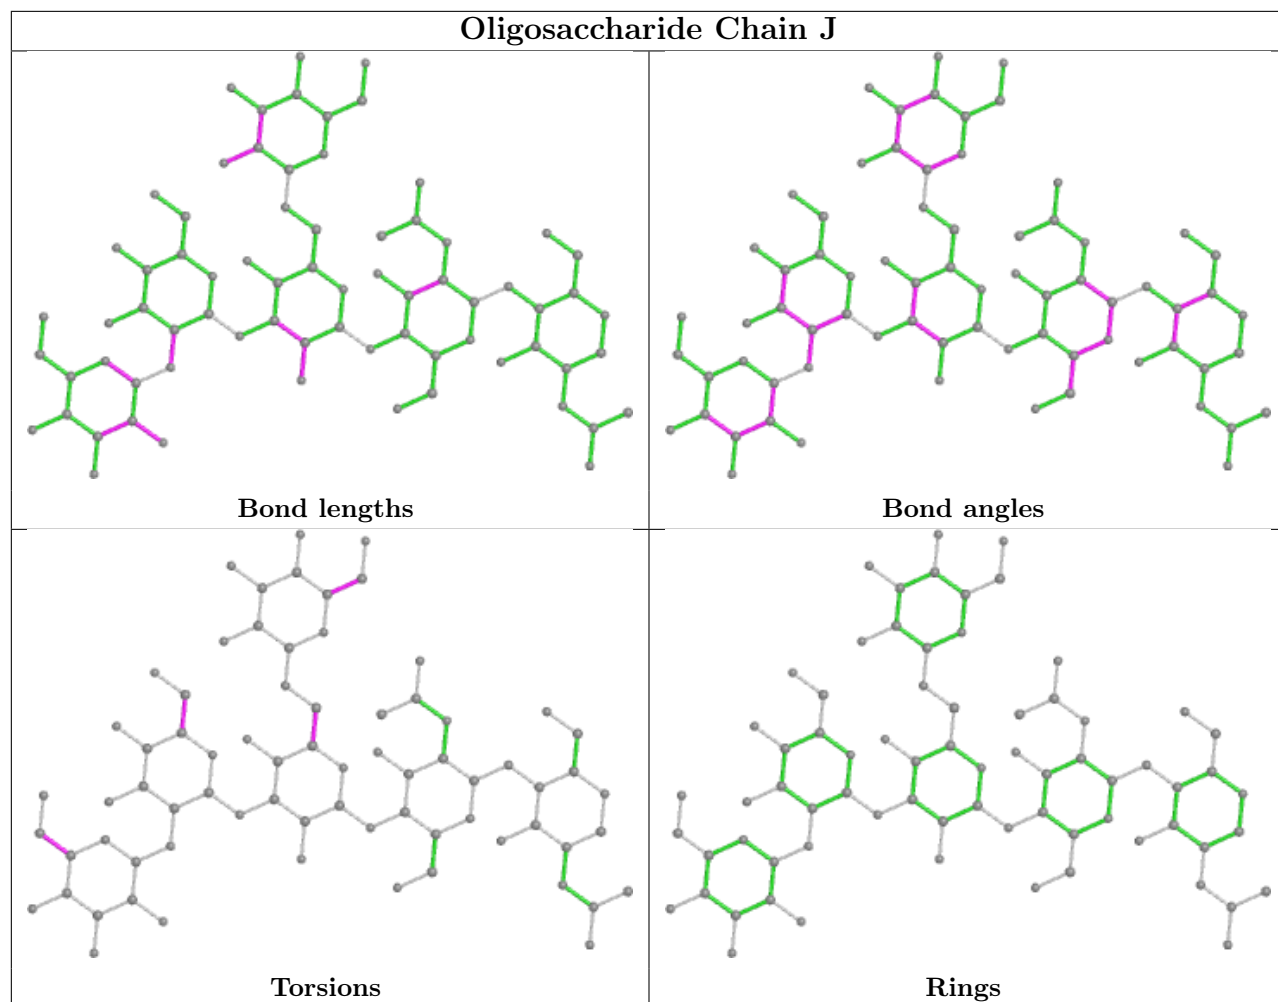 Oligosaccharide Chain J
Bond lengths
Bond angles
Torsions
Rings